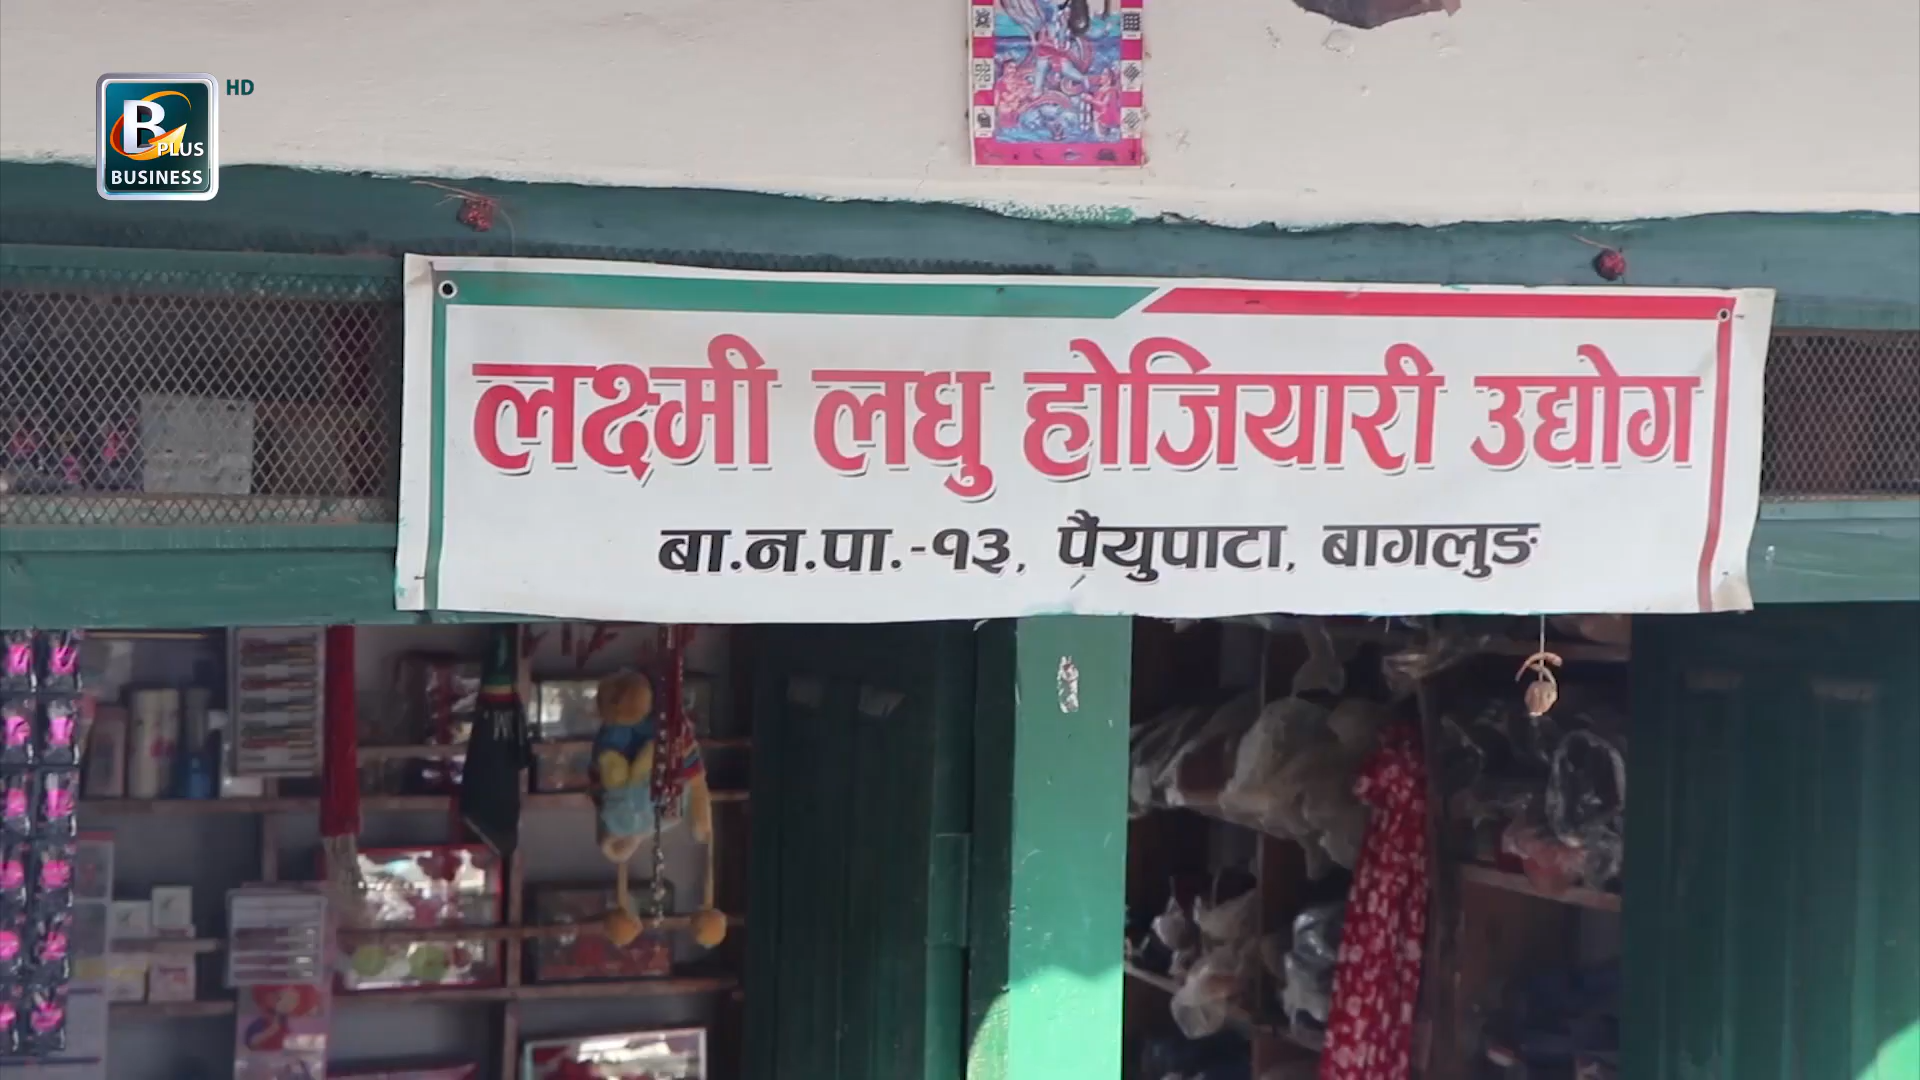 B
PLUS
BUSINESS
HD
लक्ष्मी लघु होजियारी उद्योग
बा.न.पा.-१३, पैंयुपाटा, बागलुङ